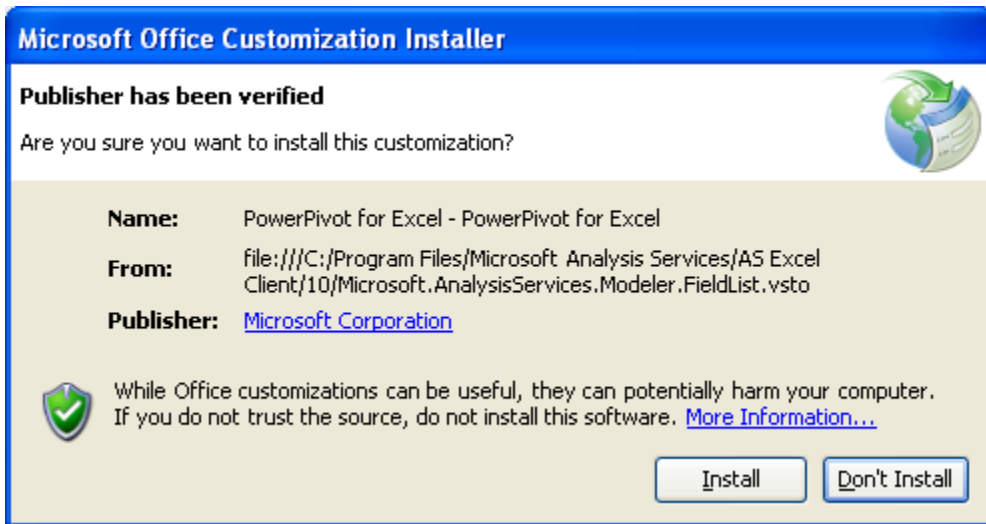 Microsoft Office Customization Installer
Publisher has been verified
Are you sure you want to install this customization?
Name: PowerPivot for Excel - PowerPivot for Excel
From: file:///C:/Program Files/Microsoft Analysis Services/AS Excel
Client/10/Microsoft.AnalysisServices.Modeler.FieldList.vsto
Publisher: Microsoft Corporation
While Office customizations can be useful, they can potentially harm your computer.
If you do not trust the source, do not install this software. More Information...
Install Don't Install